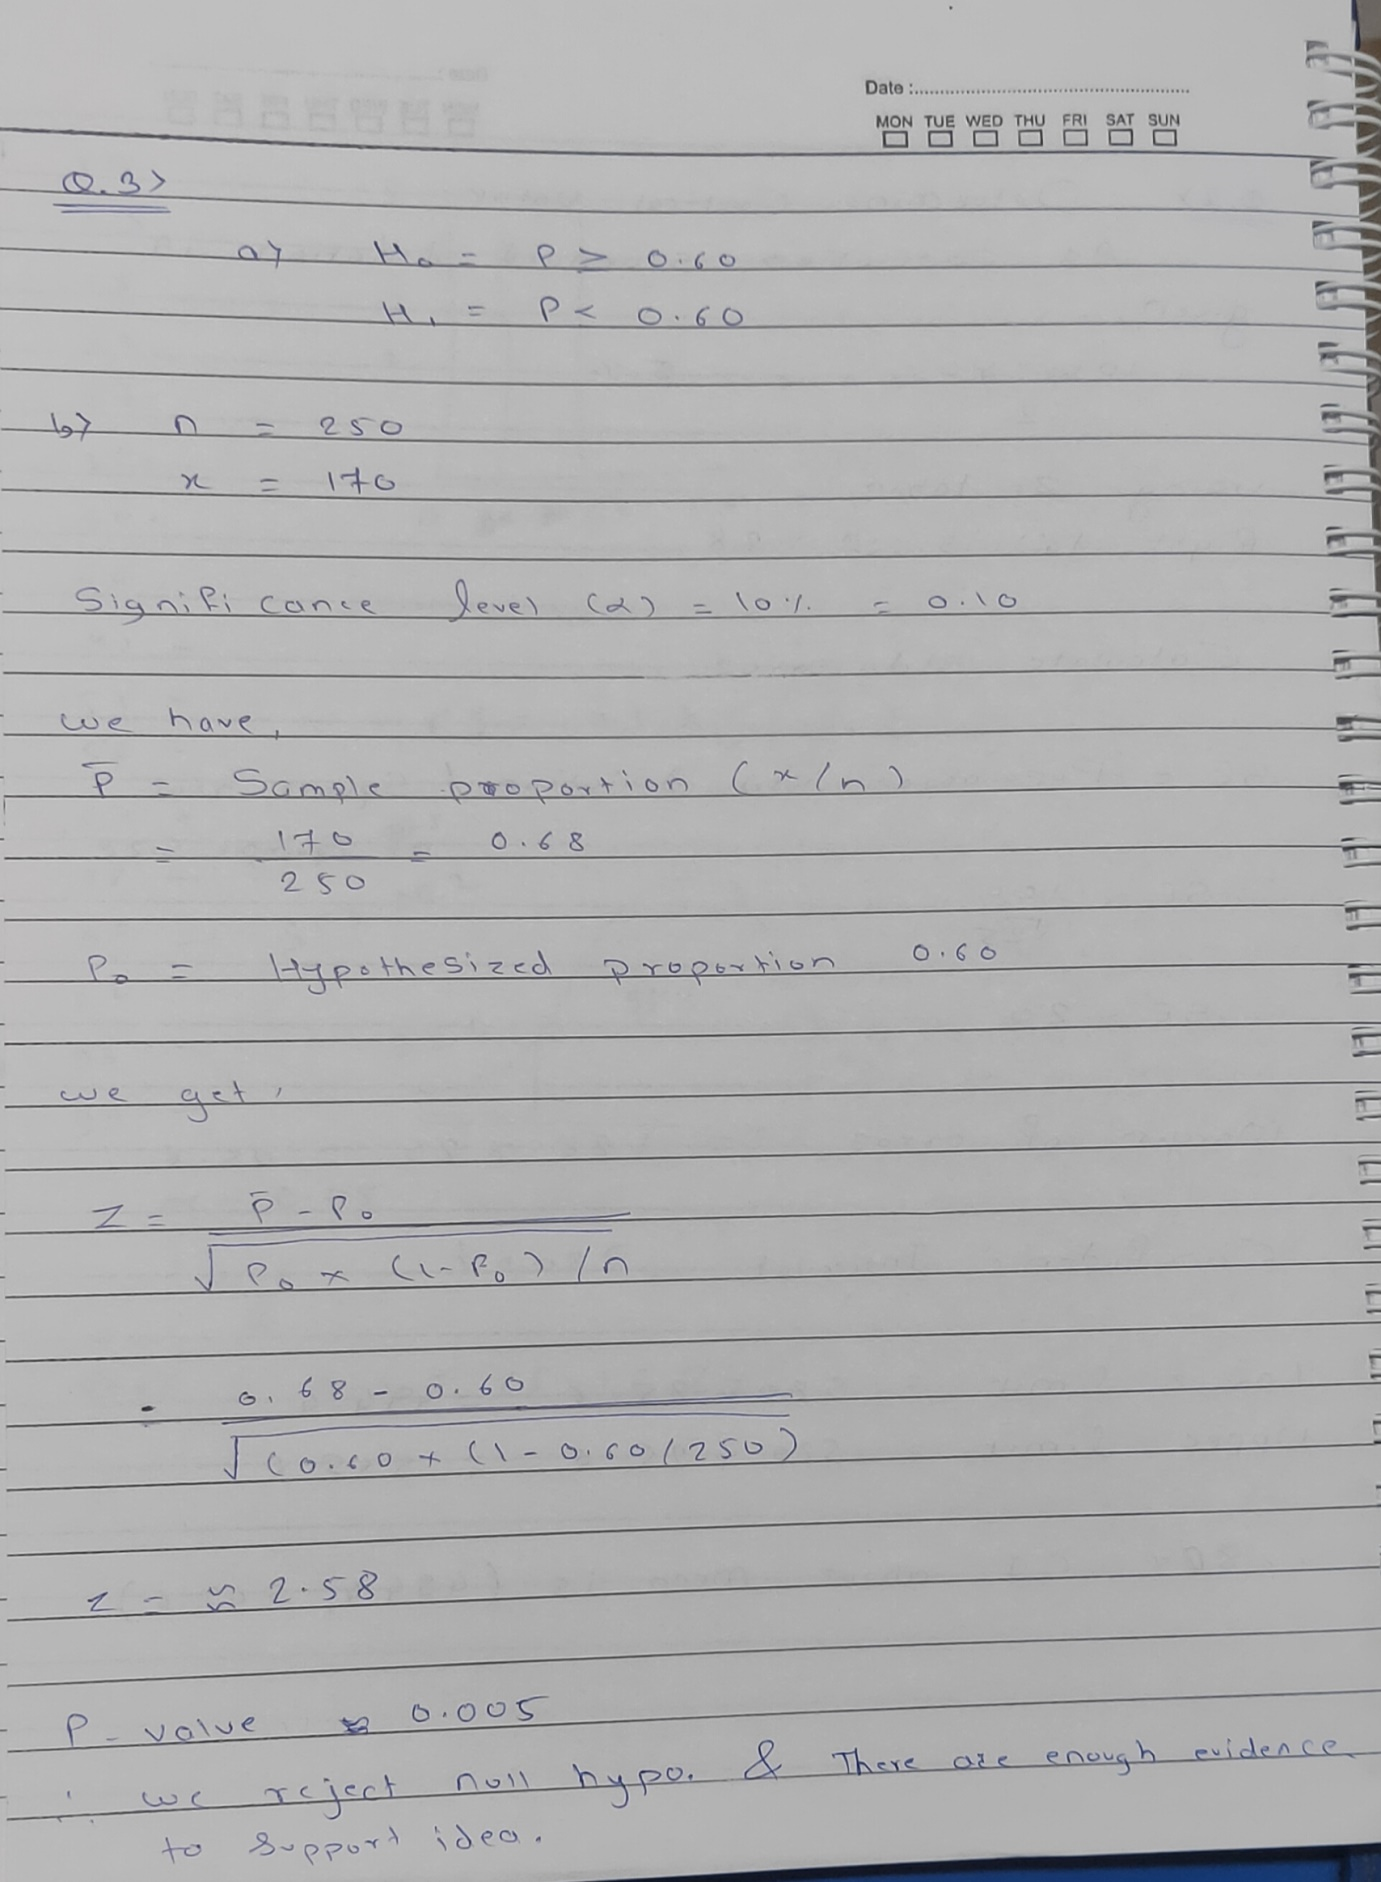 Date :
MON TUE WED THU FRI SAT SUN
Q.3>
a> H₀ = P ≥ 0.60
H₁ = P < 0.60
b> n = 250
x = 170
Significance level (α) = 10% = 0.10
we have,
p̄ = Sample proportion (x/n)
= 170/250 = 0.68
P₀ = Hypothesized proportion 0.60
we get,
Z = p̄ - P₀
√P₀ × (1-P₀) /n
= 0.68 - 0.60
√(0.60 × (1 - 0.60/250)
z = ≈ 2.58
P-value ≈ 0.005
∴ we reject null hypo. & There are enough evidence
to support idea.